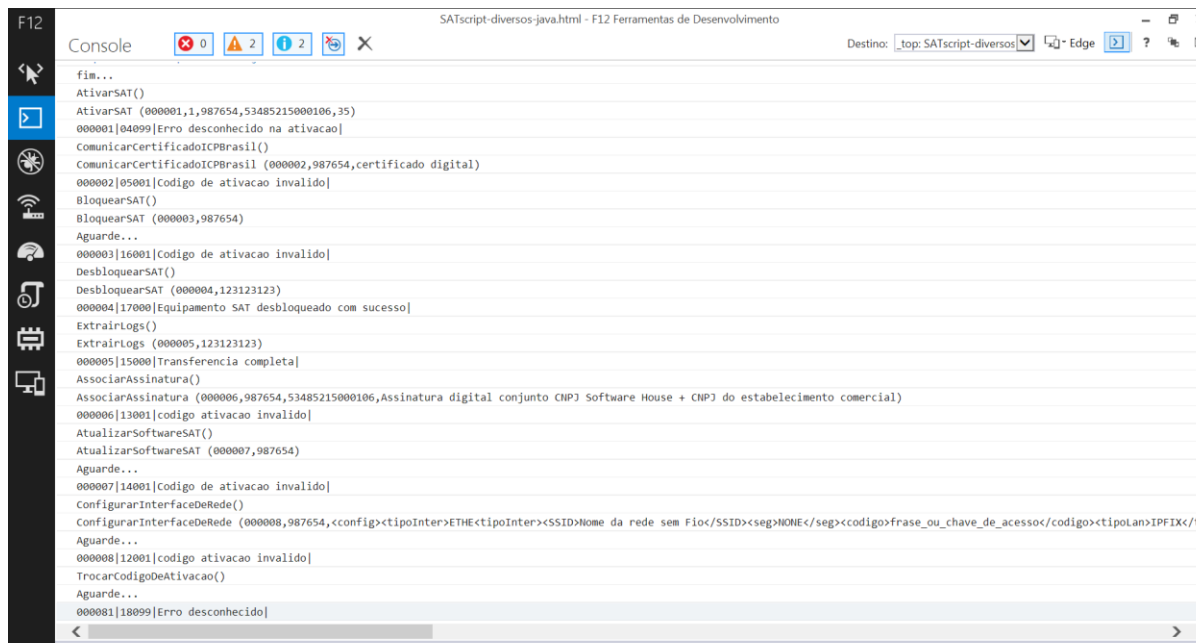 F12
SATscript-diversos-java.html - F12 Ferramentas de Desenvolvimento
Console 0 2 2 Destino: _top: SATscript-diversos Edge ?
fim...
AtivarSAT()
AtivarSAT (000001,1,987654,53485215000106,35)
000001|04099|Erro desconhecido na ativacao|
ComunicarCertificadoICPBrasil()
ComunicarCertificadoICPBrasil (000002,987654,certificado digital)
000002|05001|Codigo de ativacao invalido|
BloquearSAT()
BloquearSAT (000003,987654)
Aguarde...
000003|16001|Codigo de ativacao invalido|
DesbloquearSAT()
DesbloquearSAT (000004,123123123)
000004|17000|Equipamento SAT desbloqueado com sucesso|
ExtrairLogs()
ExtrairLogs (000005,123123123)
000005|15000|Transferencia completa|
AssociarAssinatura()
AssociarAssinatura (000006,987654,53485215000106,Assinatura digital conjunto CNPJ Software House + CNPJ do estabelecimento comercial)
000006|13001|codigo ativacao invalido|
AtualizarSoftwareSAT()
AtualizarSoftwareSAT (000007,987654)
Aguarde...
000007|14001|Codigo de ativacao invalido|
ConfigurarInterfaceDeRede()
ConfigurarInterfaceDeRede (000008,987654,<config><tipoInter>ETHE<tipoInter><SSID>Nome da rede sem Fio</SSID><seg>NONE</seg><codigo>frase_ou_chave_de_acesso</codigo><tipoLan>IPFIX</
Aguarde...
000008|12001|codigo ativacao invalido|
TrocarCodigoDeAtivacao()
Aguarde...
000081|18099|Erro desconhecido|